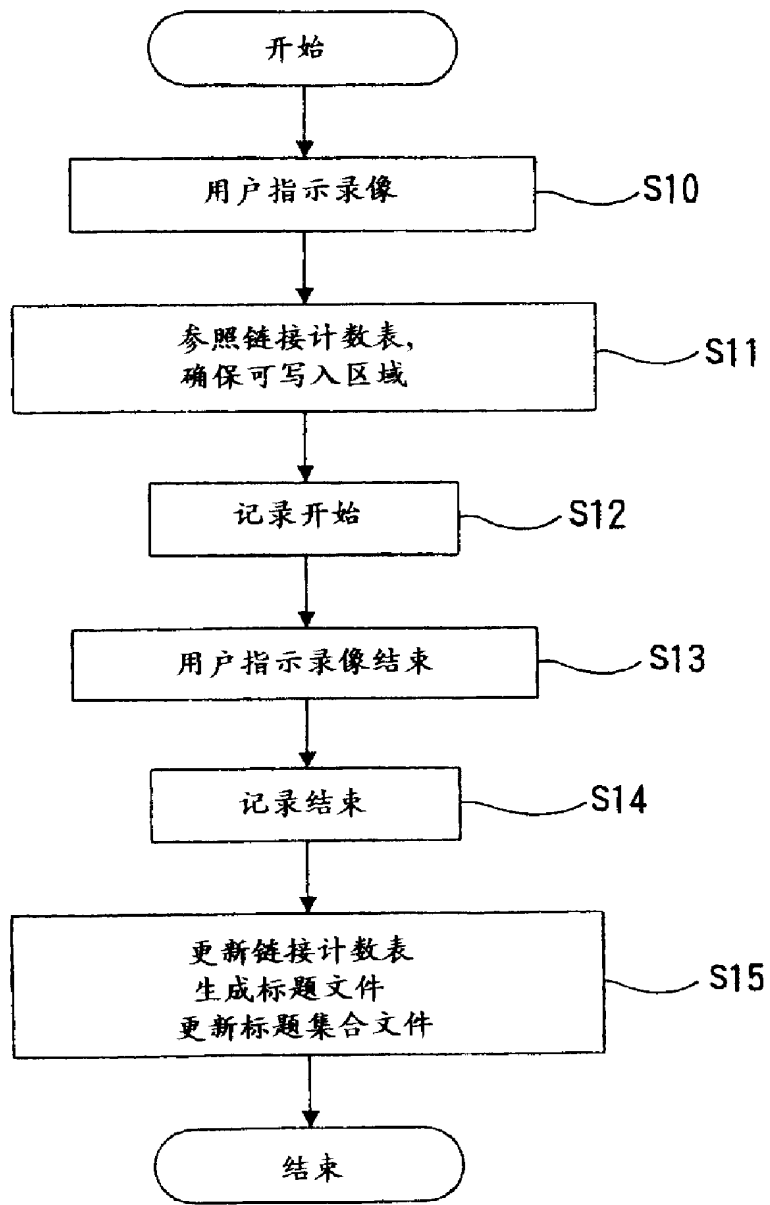 开始
用户指示录像
S10
参照链接计数表,
确保可写入区域
S11
记录开始
S12
用户指示录像结束
S13
记录结束
S14
更新链接计数表
生成标题文件
更新标题集合文件
S15
结束